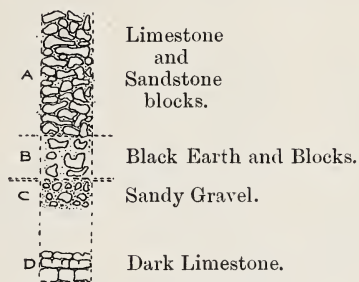 A
Limestone
and
Sandstone
blocks.
B
Black Earth and Blocks.
C
Sandy Gravel.
D
Dark Limestone.